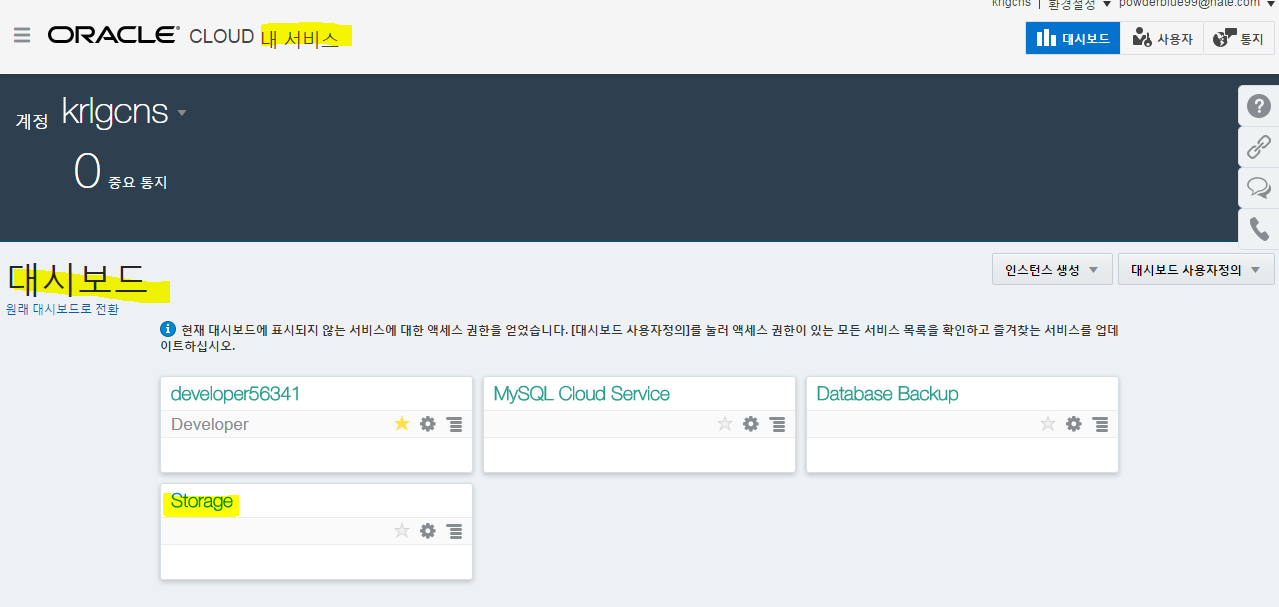 krlgcns | 환경설정 powderblue99@nate.com
ORACLE CLOUD 내 서비스
대시보드 사용자 통지
계정 krlgcns
0 중요 통지
대시보드
인스턴스 생성 대시보드 사용자정의
원래 대시보드로 전환
현재 대시보드에 표시되지 않는 서비스에 대한 액세스 권한을 얻었습니다. [대시보드 사용자정의]를 눌러 액세스 권한이 있는 모든 서비스 목록을 확인하고 즐겨찾는 서비스를 업데
이트하십시오.
developer56341 MySQL Cloud Service Database Backup
Developer
Storage